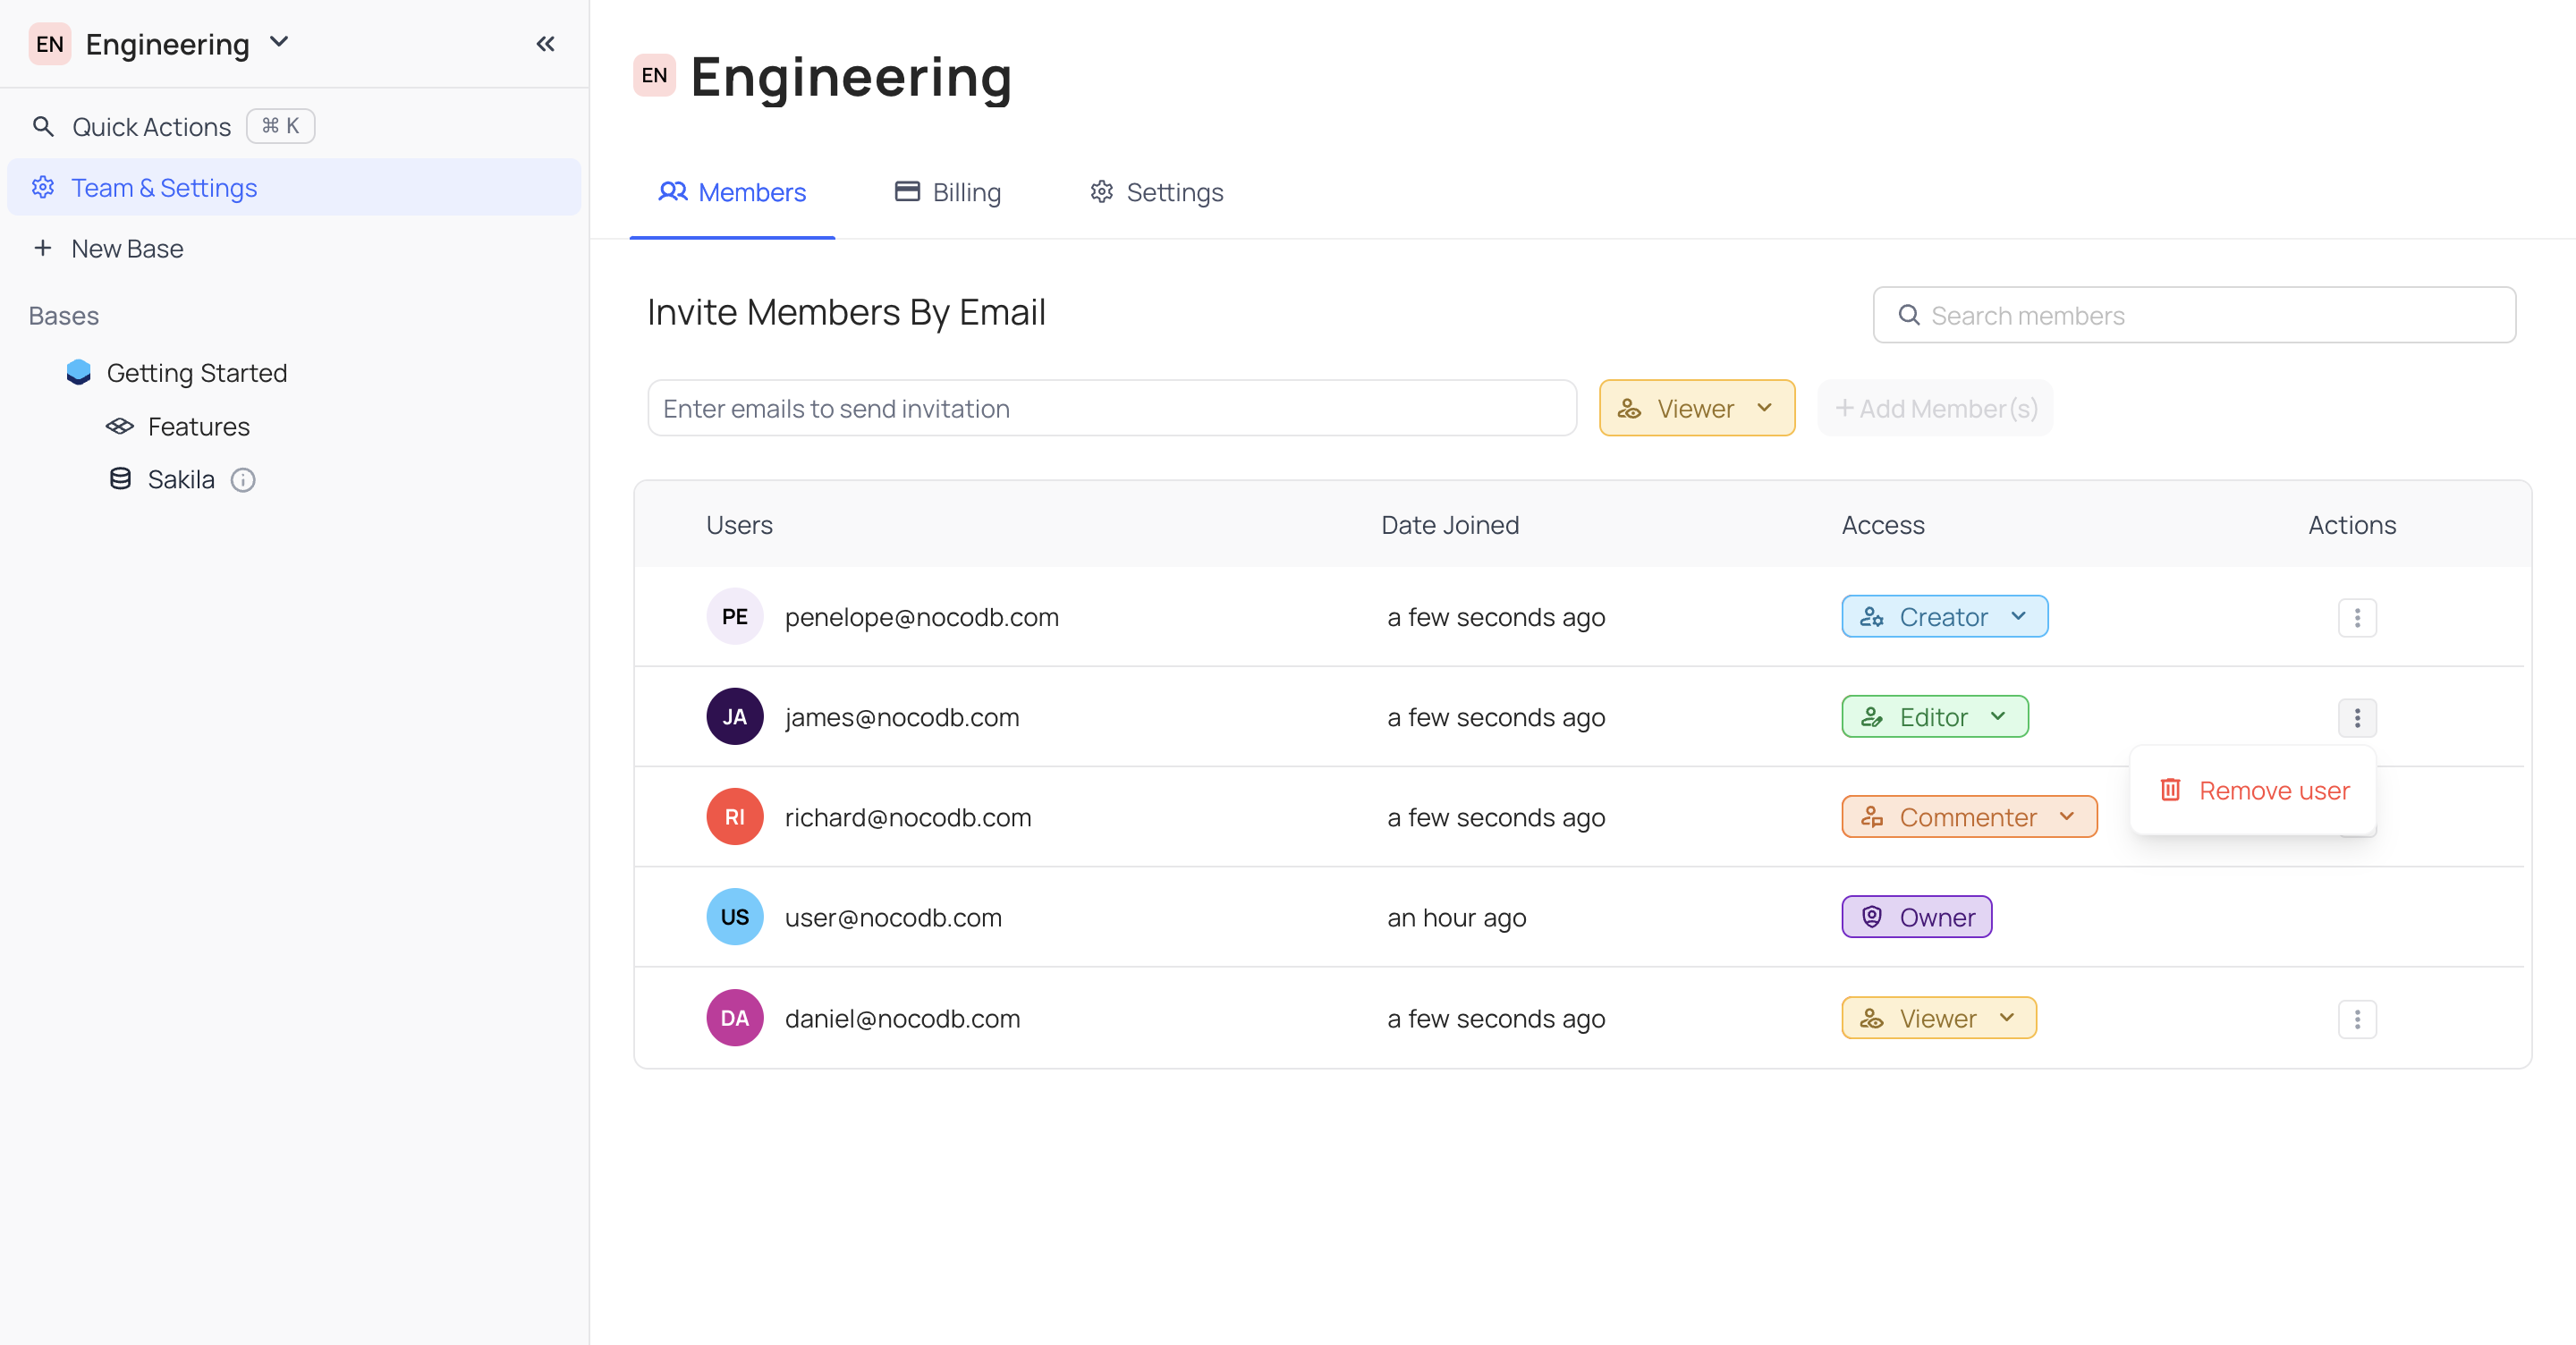 EN Engineering
Quick Actions ⌘ K
Team & Settings
New Base
Bases
Getting Started
Features
Sakila
EN Engineering
Members Billing Settings
Invite Members By Email
Search members
Enter emails to send invitation Viewer + Add Member(s)
Users Date Joined Access Actions
PE penelope@nocodb.com a few seconds ago Creator
JA james@nocodb.com a few seconds ago Editor
Remove user
RI richard@nocodb.com a few seconds ago Commenter
US user@nocodb.com an hour ago Owner
DA daniel@nocodb.com a few seconds ago Viewer